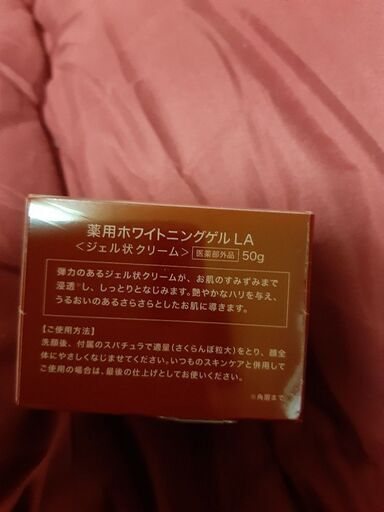 薬用ホワイトニングゲル LA
<ジェル状クリーム> 医薬部外品 50g
弾力のあるジェル状クリームが、お肌のすみずみまで
浸透※し、しっとりとなじみます。艶やかなハリを与え、
うるおいのあるさらさらとしたお肌に導きます。
【ご使用方法】
洗顔後、付属のスパチュラで適量(さくらんぼ粒大)をとり、顔全
体にやさしくなじませてください。いつものスキンケアと併用して
ご使用の場合は、最後の仕上げとしてお使いください。
※角層まで